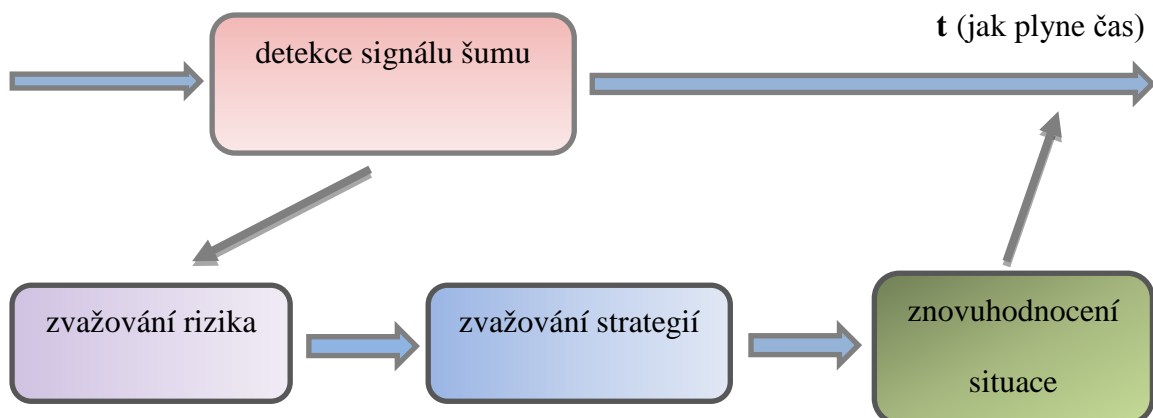 detekce signálu šumu
t (jak plyne čas)
zvažování rizika
zvažování strategií
znovuhodnocení
situace